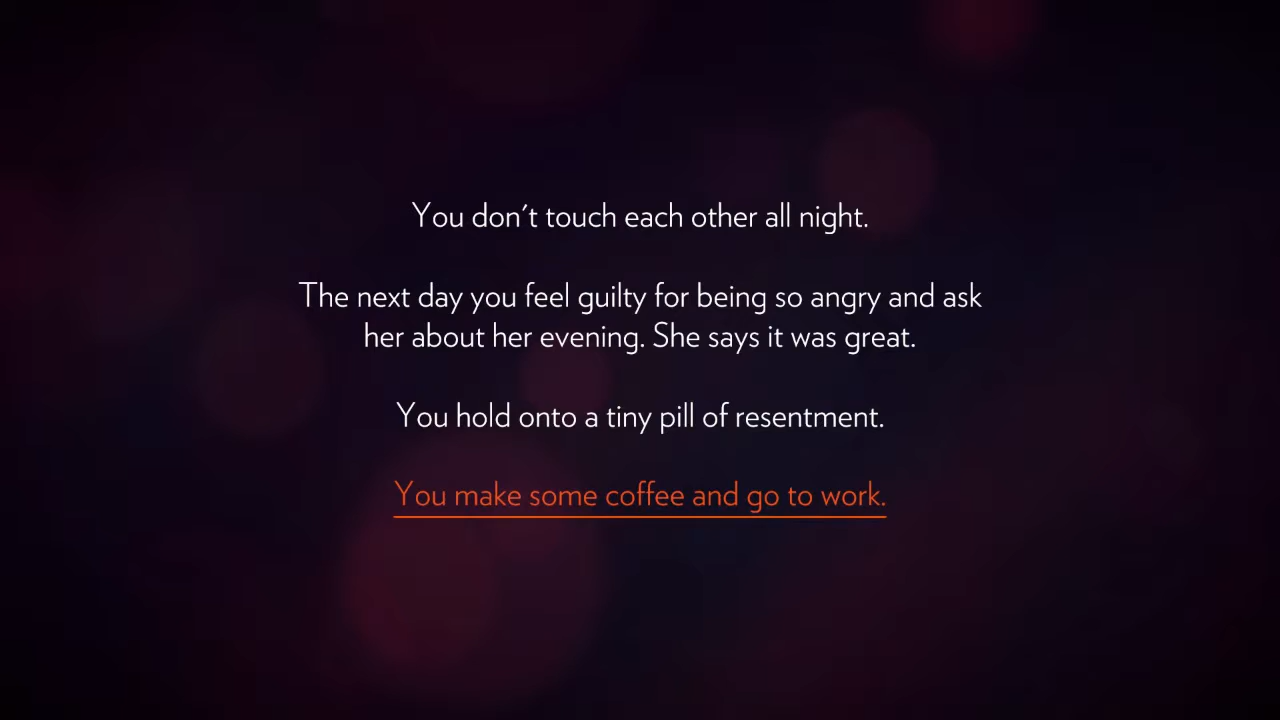 You don't touch each other all night.
The next day you feel guilty for being so angry and ask
her about her evening. She says it was great.
You hold onto a tiny pill of resentment.
You make some coffee and go to work.